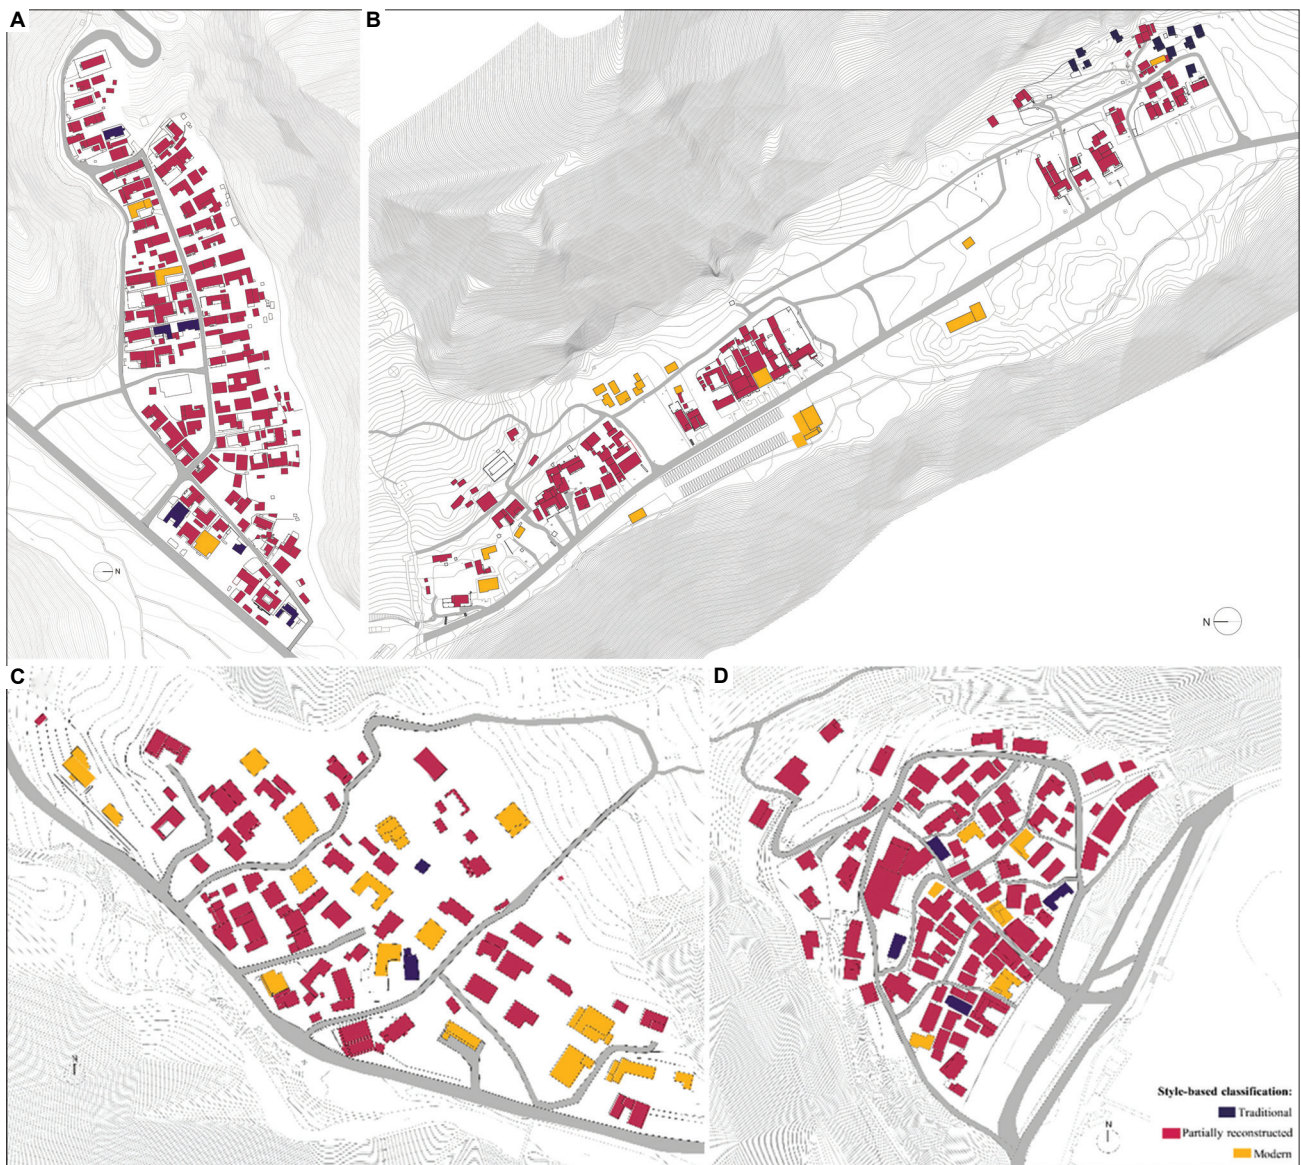 A
B
N
N
C
D
N
N
Style-based classification:
Traditional
Partially reconstructed
Modern